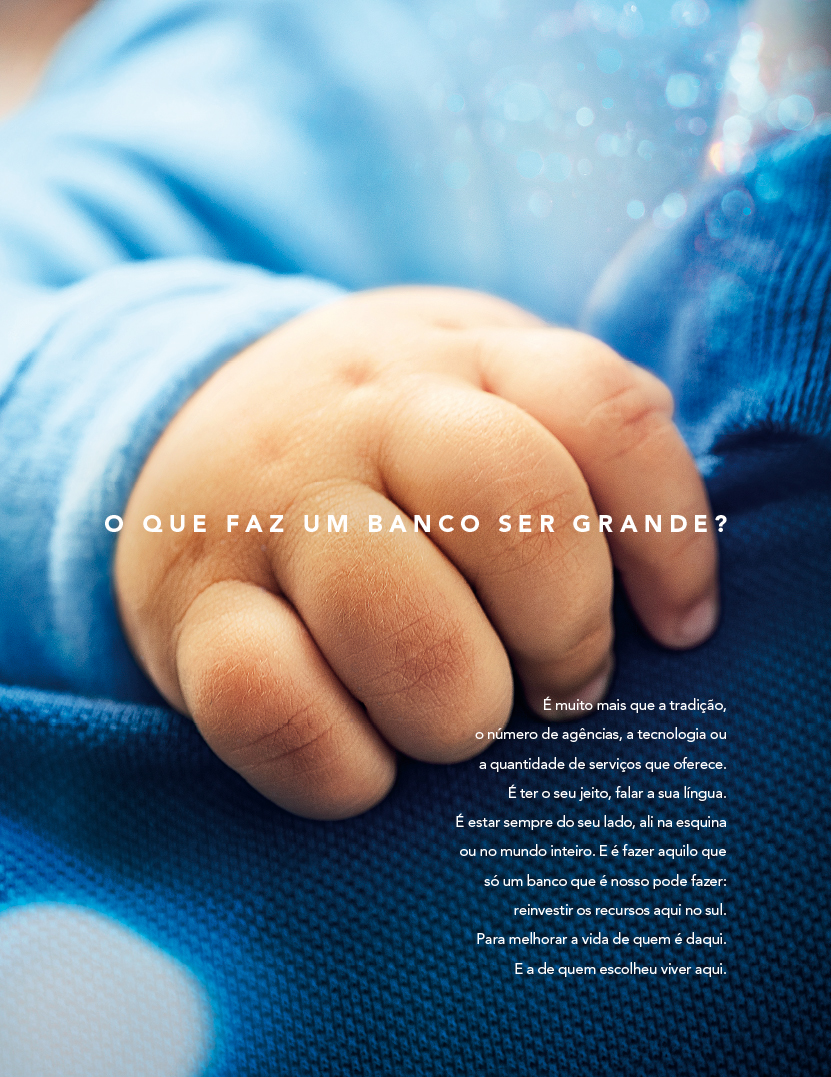 O QUE FAZ UM BANCO SER GRANDE?
É muito mais que a tradição,
o número de agências, a tecnologia ou
a quantidade de serviços que oferece.
É ter o seu jeito, falar a sua língua.
É estar sempre do seu lado, ali na esquina
ou no mundo inteiro. E é fazer aquilo que
só um banco que é nosso pode fazer:
reinvestir os recursos aqui no sul.
Para melhorar a vida de quem é daqui.
E a de quem escolheu viver aqui.